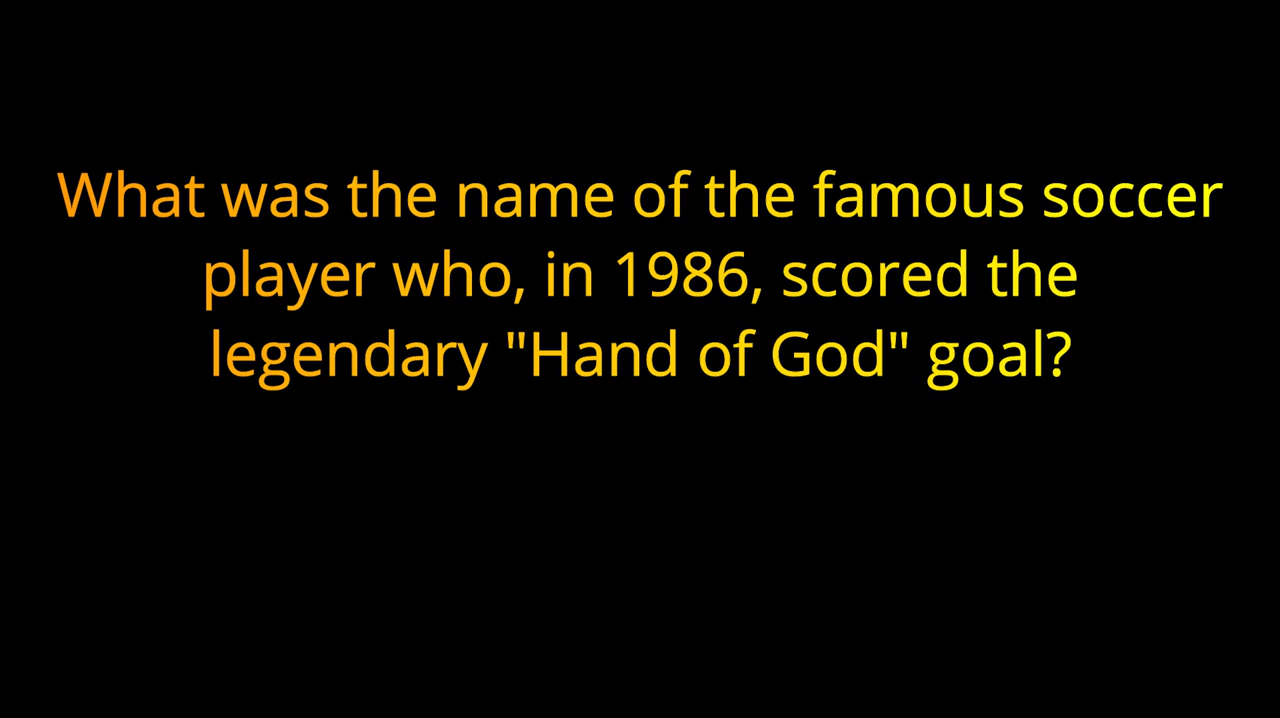 What was the name of the famous soccer
player who, in 1986, scored the
legendary "Hand of God" goal?